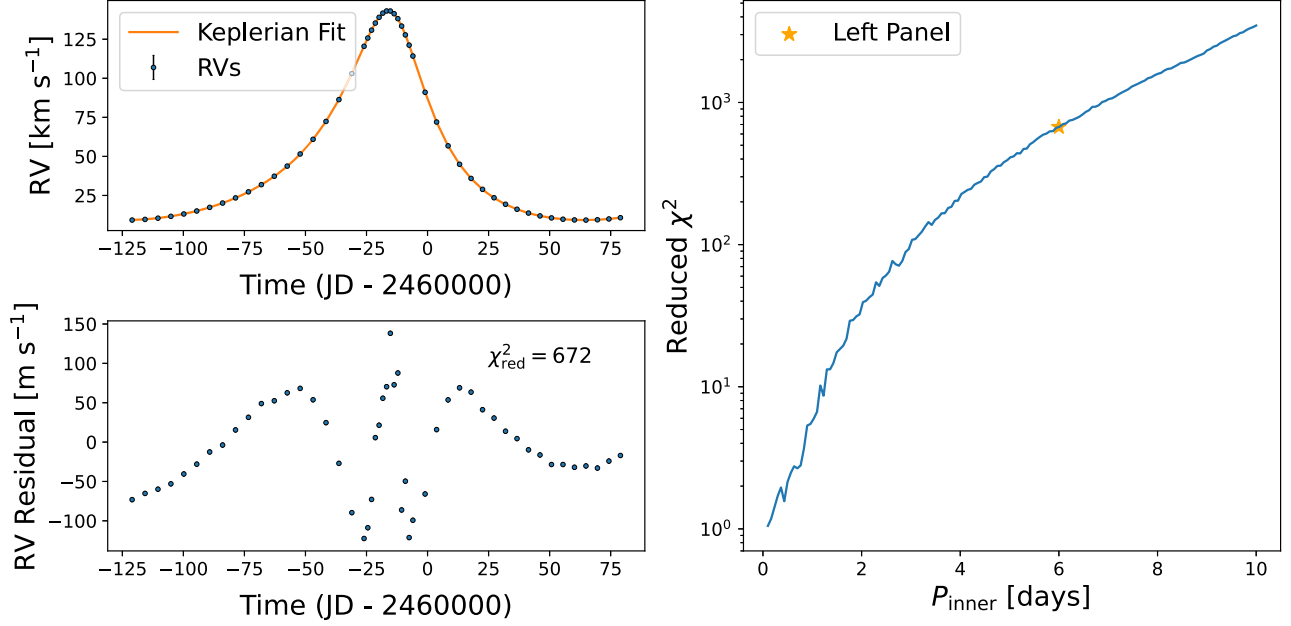 125
100
75
50
25
RV [km s⁻¹]
Keplerian Fit
RVs
−125 −100 −75 −50 −25 0 25 50 75
Time (JD - 2460000)
150
100
50
0
−50
−100
RV Residual [m s⁻¹]
χ²red = 672
−125 −100 −75 −50 −25 0 25 50 75
Time (JD - 2460000)
10³
10²
10¹
10⁰
Reduced χ²
Left Panel
0 2 4 6 8 10
Pinner [days]